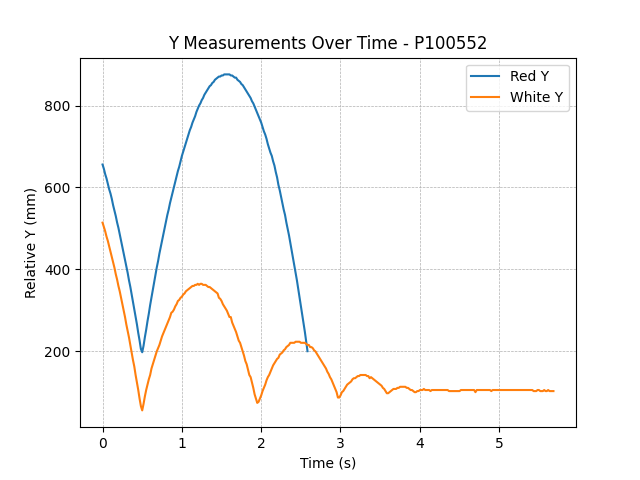 Y Measurements Over Time - P100552
Red Y
White Y
Relative Y (mm)
800
600
400
200
0 1 2 3 4 5
Time (s)